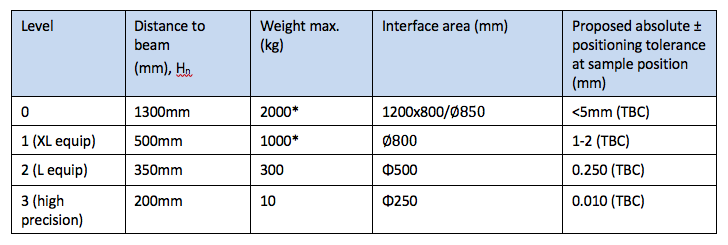 Level
Distance to
beam
(mm), Hn
Weight max.
(kg)
Interface area (mm)
Proposed absolute ±
positioning tolerance
at sample position
(mm)
0
1300mm
2000*
1200x800/Ø850
<5mm (TBC)
1 (XL equip)
500mm
1000*
Ø800
1-2 (TBC)
2 (L equip)
350mm
300
Φ500
0.250 (TBC)
3 (high
precision)
200mm
10
Φ250
0.010 (TBC)